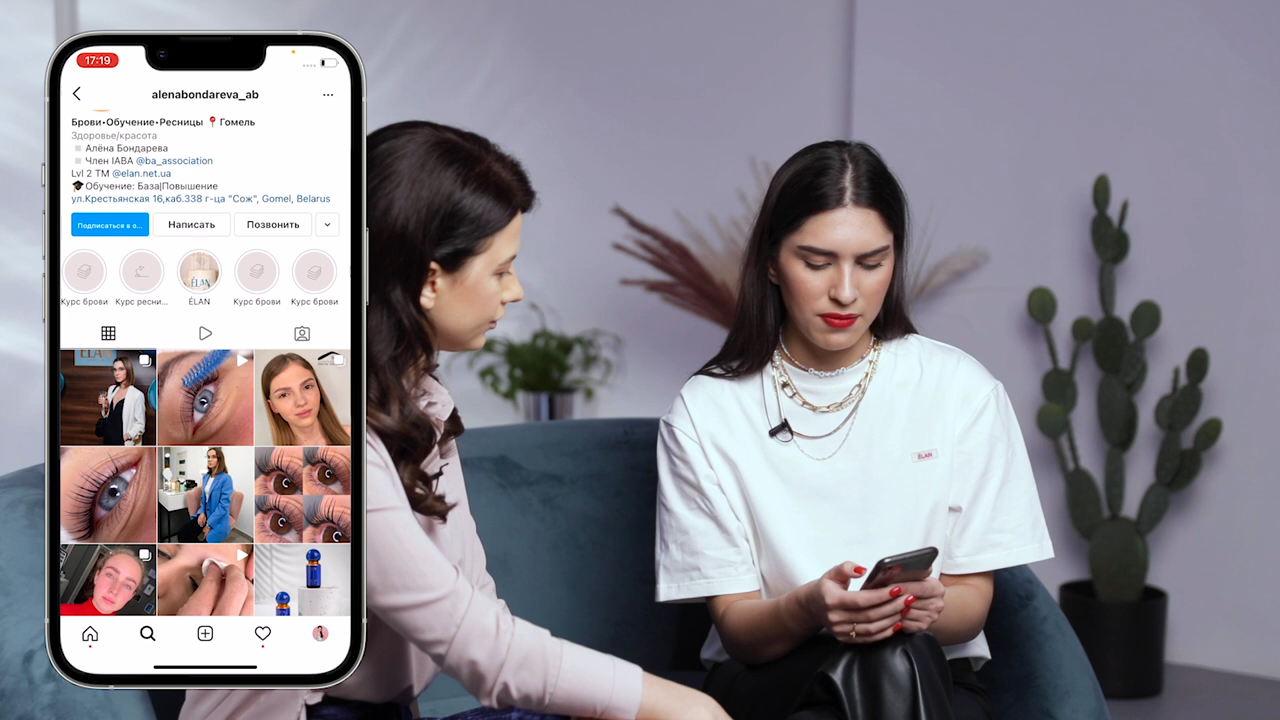 17:19
alenabondareva_ab
Брови•Обучение•Ресницы 📍 Гомель
Здоровье/красота
◽ Алёна Бондарева
◽ Член IABA @ba_association
Lvl 2 TM @elan.net.ua
🎓Обучение: База|Повышение
ул.Крестьянская 16,каб.338 г-ца "Сож", Gomel, Belarus
Подписаться в о...
Написать
Позвонить
Курс брови
Курс ресни...
ÉLAN
Курс брови
Курс брови
ÉLAN
ÉLAN
ÉLAN